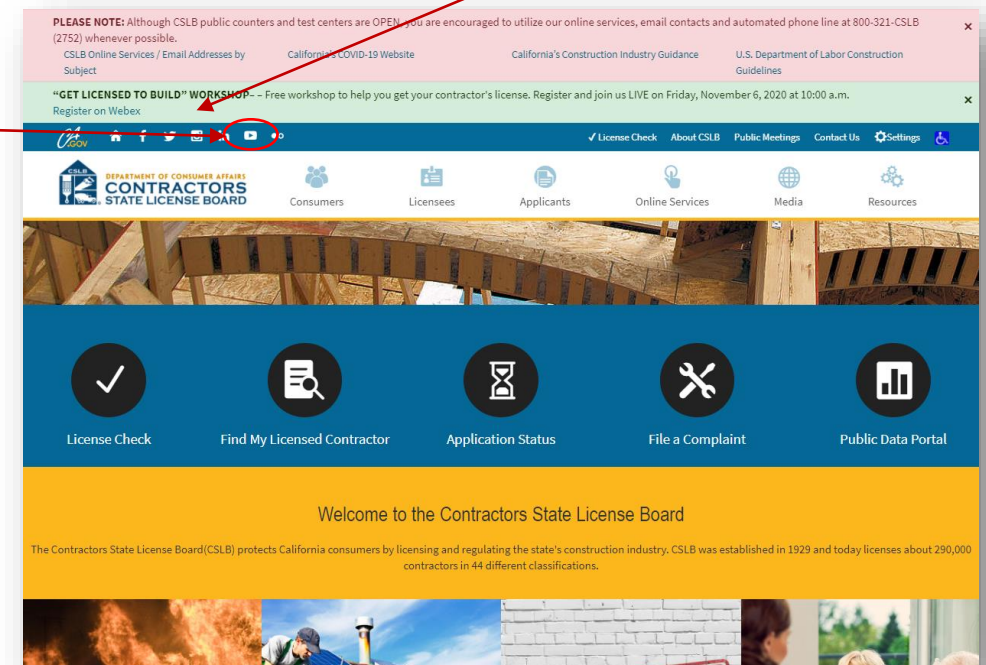 PLEASE NOTE: Although CSLB public counters and test centers are OPEN, you are encouraged to utilize our online services, email contacts and automated phone line at 800-321-CSLB
(2752) whenever possible.
×
CSLB Online Services / Email Addresses by
Subject
California's COVID-19 Website
California's Construction Industry Guidance
U.S. Department of Labor Construction
Guidelines
"GET LICENSED TO BUILD" WORKSHOP– – Free workshop to help you get your contractor's license. Register and join us LIVE on Friday, November 6, 2020 at 10:00 a.m.
Register on Webex
×
CA.GOV
✓ License Check About CSLB Public Meetings Contact Us Settings
CSLB
DEPARTMENT OF CONSUMER AFFAIRS
CONTRACTORS
STATE LICENSE BOARD
Consumers Licensees Applicants Online Services Media Resources
License Check Find My Licensed Contractor Application Status File a Complaint Public Data Portal
Welcome to the Contractors State License Board
The Contractors State License Board(CSLB) protects California consumers by licensing and regulating the state's construction industry. CSLB was established in 1929 and today licenses about 290,000
contractors in 44 different classifications.